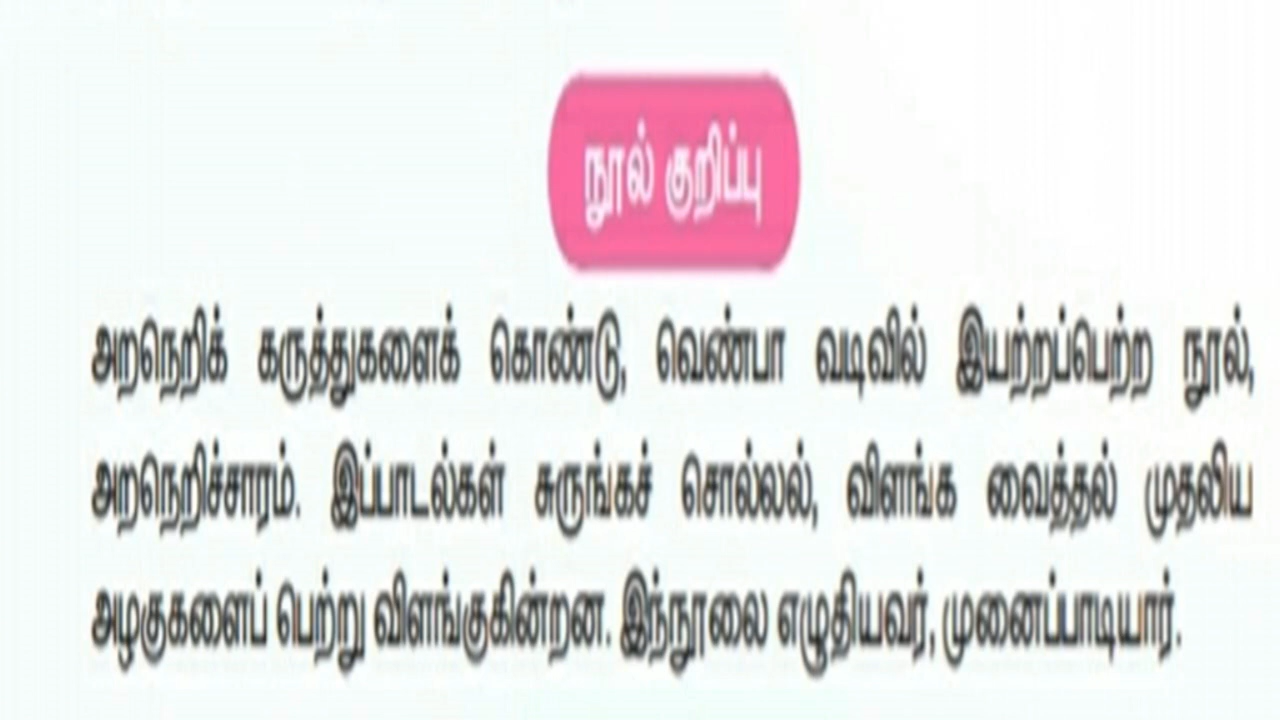 நூல் குறிப்பு
அறநெறிக் கருத்துகளைக் கொண்டு, வெண்பா வடிவில் இயற்றப்பெற்ற நூல்,
அறநெறிச்சாரம். இப்பாடல்கள் சுருங்கச் சொல்லல், விளங்க வைத்தல் முதலிய
அழகுகளைப் பெற்று விளங்குகின்றன. இந்நூலை எழுதியவர், முனைப்பாடியார்.